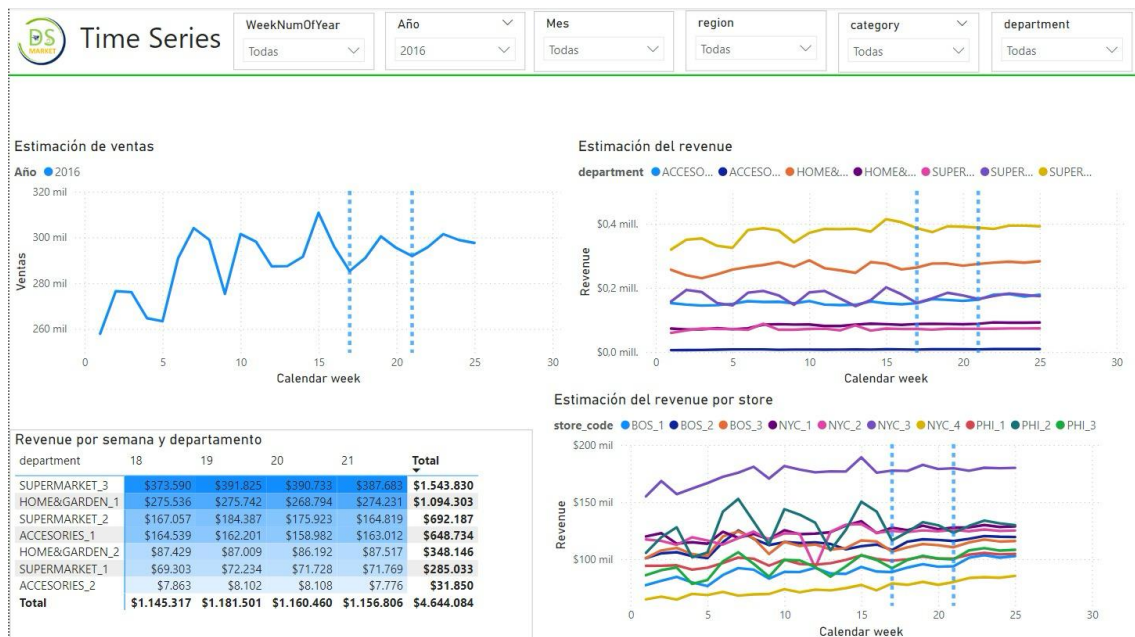 DS
MARKET
Time Series
WeekNumOfYear
Todas
Año
2016
Mes
Todas
region
Todas
category
Todas
department
Todas
Estimación de ventas
Año 2016
320 mil
300 mil
280 mil
260 mil
Ventas
0 5 10 15 20 25 30
Calendar week
Estimación del revenue
department ACCESO... ACCESO... HOME&... HOME&... SUPER... SUPER... SUPER...
$0,4 mill.
$0,2 mill.
$0,0 mill.
Revenue
0 5 10 15 20 25 30
Calendar week
Revenue por semana y departamento
department 18 19 20 21 Total
SUPERMARKET_3 $373.590 $391.825 $390.733 $387.683 $1.543.830
HOME&GARDEN_1 $275.536 $275.742 $268.794 $274.231 $1.094.303
SUPERMARKET_2 $167.057 $184.387 $175.923 $164.819 $692.187
ACCESORIES_1 $164.539 $162.201 $158.982 $163.012 $648.734
HOME&GARDEN_2 $87.429 $87.009 $86.192 $87.517 $348.146
SUPERMARKET_1 $69.303 $72.234 $71.728 $71.769 $285.033
ACCESORIES_2 $7.863 $8.102 $8.108 $7.776 $31.850
Total $1.145.317 $1.181.501 $1.160.460 $1.156.806 $4.644.084
Estimación del revenue por store
store_code BOS_1 BOS_2 BOS_3 NYC_1 NYC_2 NYC_3 NYC_4 PHI_1 PHI_2 PHI_3
$200 mil
$150 mil
$100 mil
Revenue
0 5 10 15 20 25 30
Calendar week